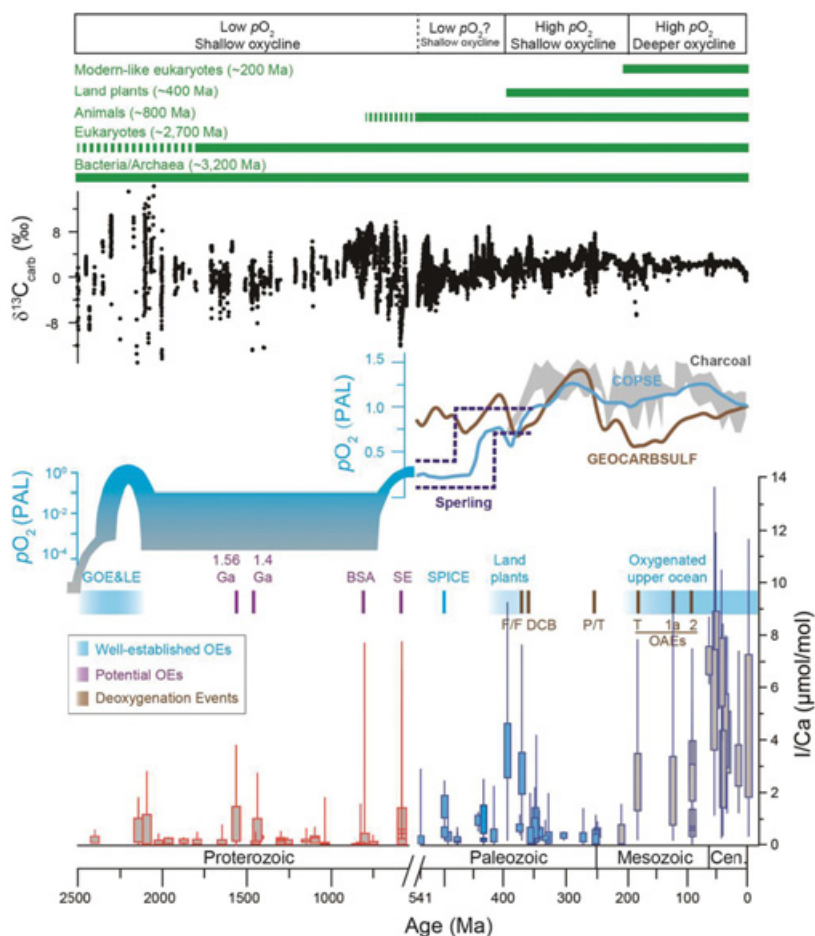 Low pO2
Shallow oxycline
Low pO2?
Shallow oxycline
High pO2
Shallow oxycline
High pO2
Deeper oxycline
Modern-like eukaryotes (~200 Ma)
Land plants (~400 Ma)
Animals (~800 Ma)
Eukaryotes (~2,700 Ma)
Bacteria/Archaea (~3,200 Ma)
δ13Ccarb (‰)
8
0
-8
pO2 (PAL)
1.5
1.0
0.5
Charcoal
COPSE
GEOCARBSULF
Sperling
pO2 (PAL)
10^0
10^-2
10^-4
14
12
10
8
6
4
2
0
I/Ca (µmol/mol)
GOE&LE
1.56
Ga
1.4
Ga
BSA
SE
SPICE
Land
plants
Oxygenated
upper ocean
F/F DCB
P/T
T 1a 2
OAEs
Well-established OEs
Potential OEs
Deoxygenation Events
Proterozoic
Paleozoic
Mesozoic
Cen.
2500 2000 1500 1000 541 400 300 200 100 0
Age (Ma)